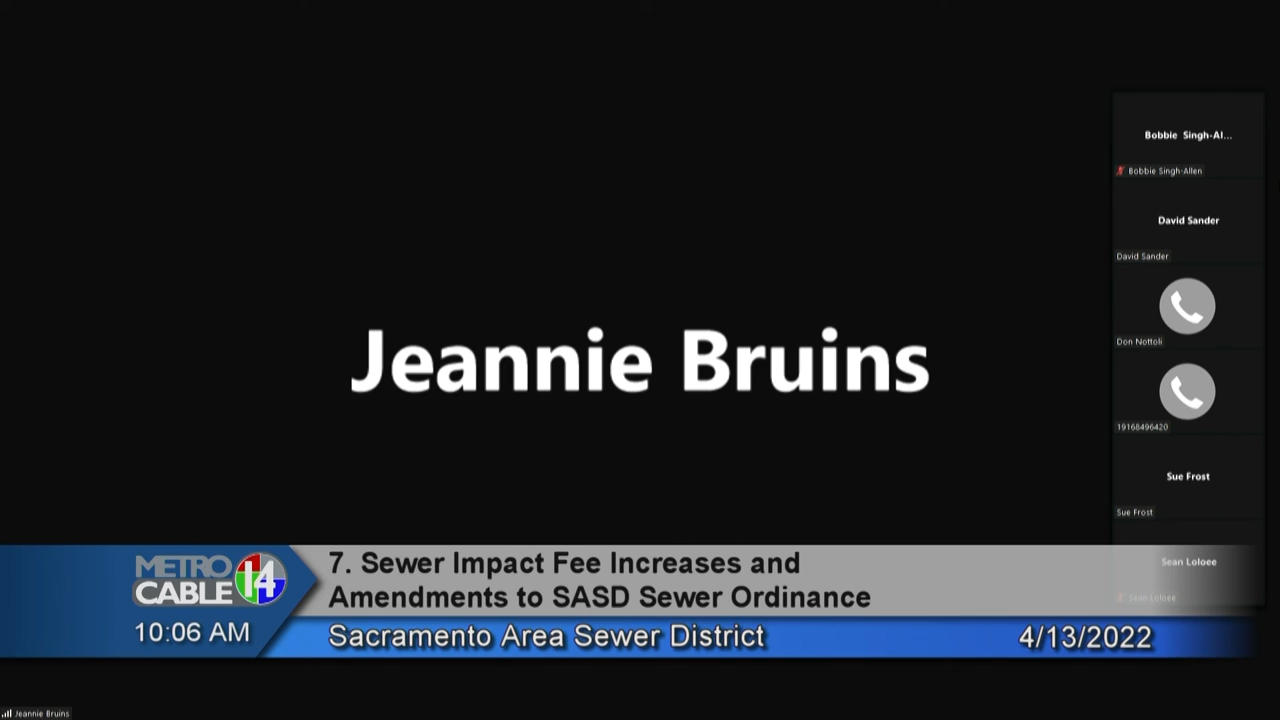 Bobbie Singh-Al...
Bobbie Singh-Allen
David Sander
David Sander
Don Nottoli
19168496420
Sue Frost
Sue Frost
Sean Loloee
Sean Loloee
Jeannie Bruins
METRO
CABLE 14
10:06 AM
7. Sewer Impact Fee Increases and
Amendments to SASD Sewer Ordinance
Sacramento Area Sewer District
4/13/2022
Jeannie Bruins